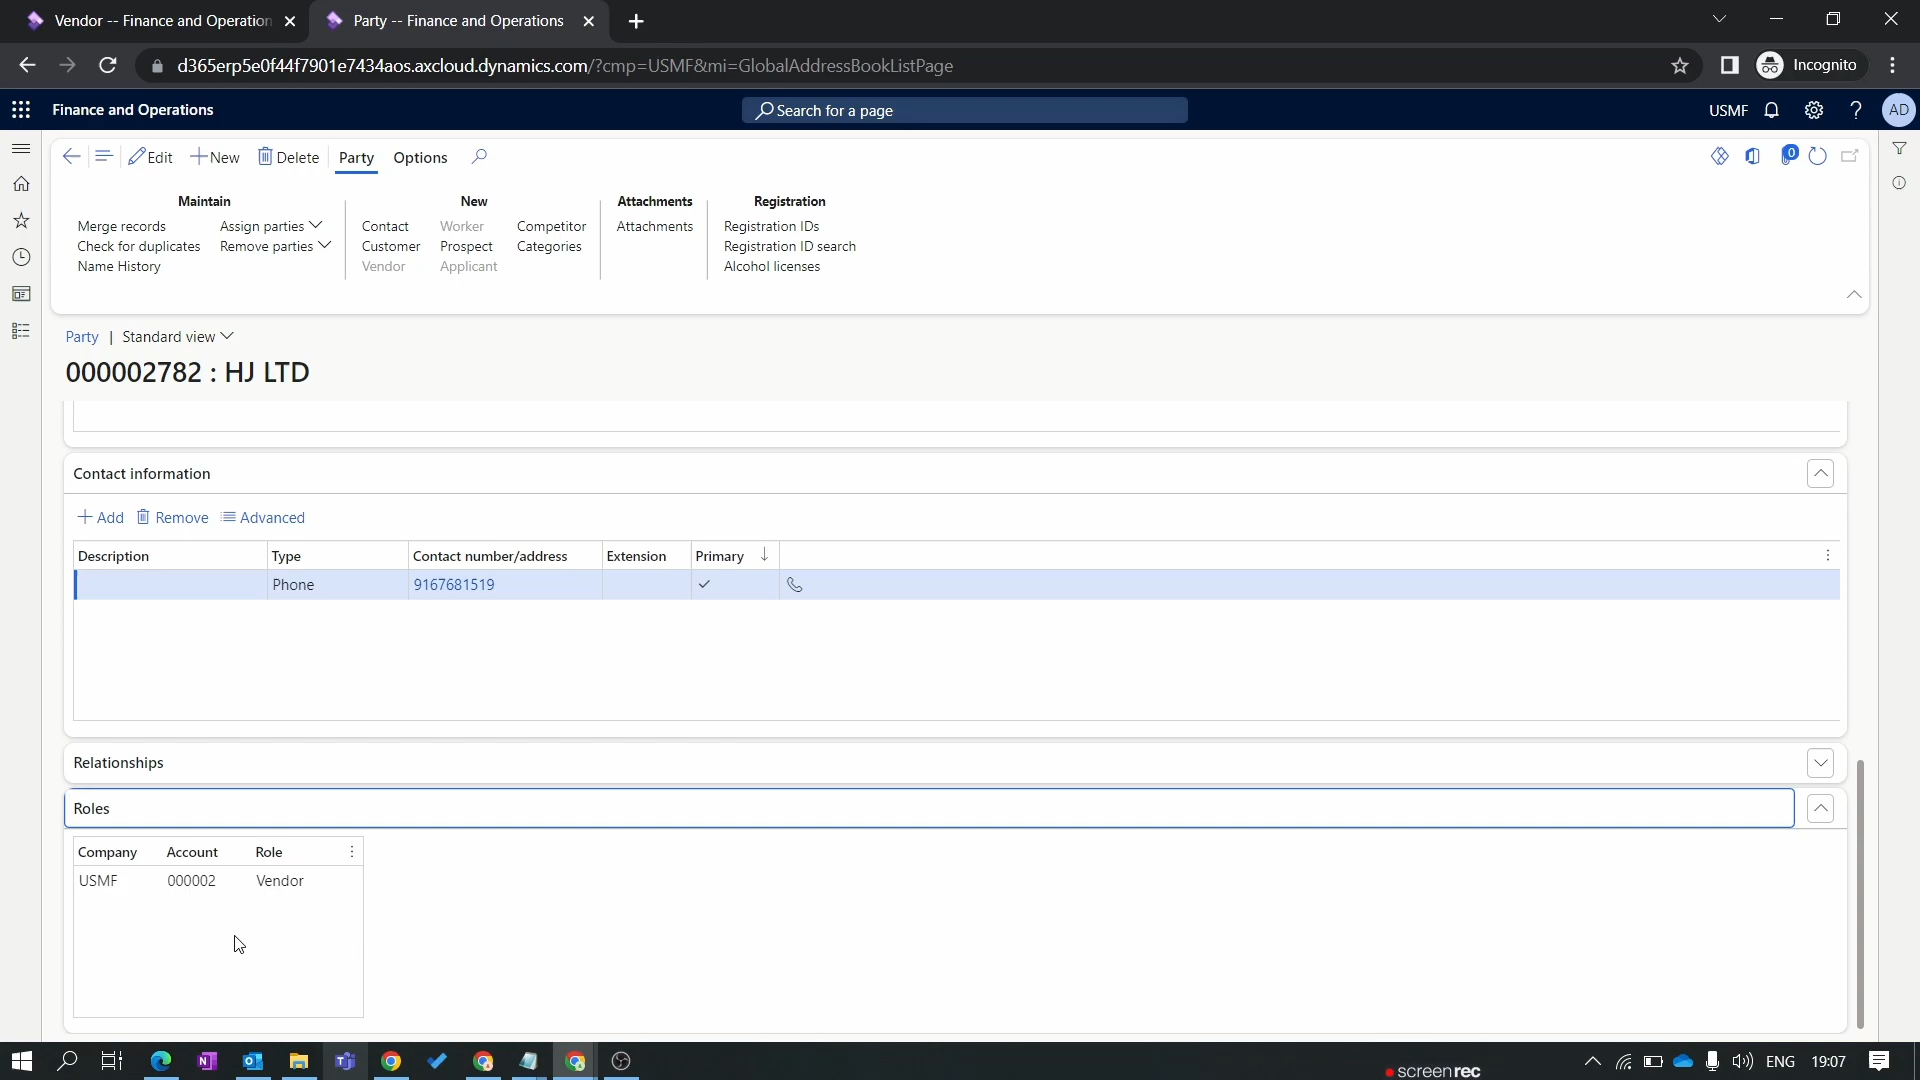 Vendor -- Finance and Operation
Party -- Finance and Operations
d365erp5e0f44f7901e7434aos.axcloud.dynamics.com/?cmp=USMF&mi=GlobalAddressBookListPage
Incognito
Finance and Operations
Search for a page
USMF
?
AD
Edit
New
Delete
Party
Options
0
Maintain
Merge records
Assign parties
Check for duplicates
Remove parties
Name History
New
Contact
Worker
Competitor
Customer
Prospect
Categories
Vendor
Applicant
Attachments
Attachments
Registration
Registration IDs
Registration ID search
Alcohol licenses
Party | Standard view
000002782 : HJ LTD
Contact information
Add
Remove
Advanced
Description Type Contact number/address Extension Primary
Phone 9167681519
Relationships
Roles
Company Account Role
USMF 000002 Vendor
ENG
19:07
screenrec